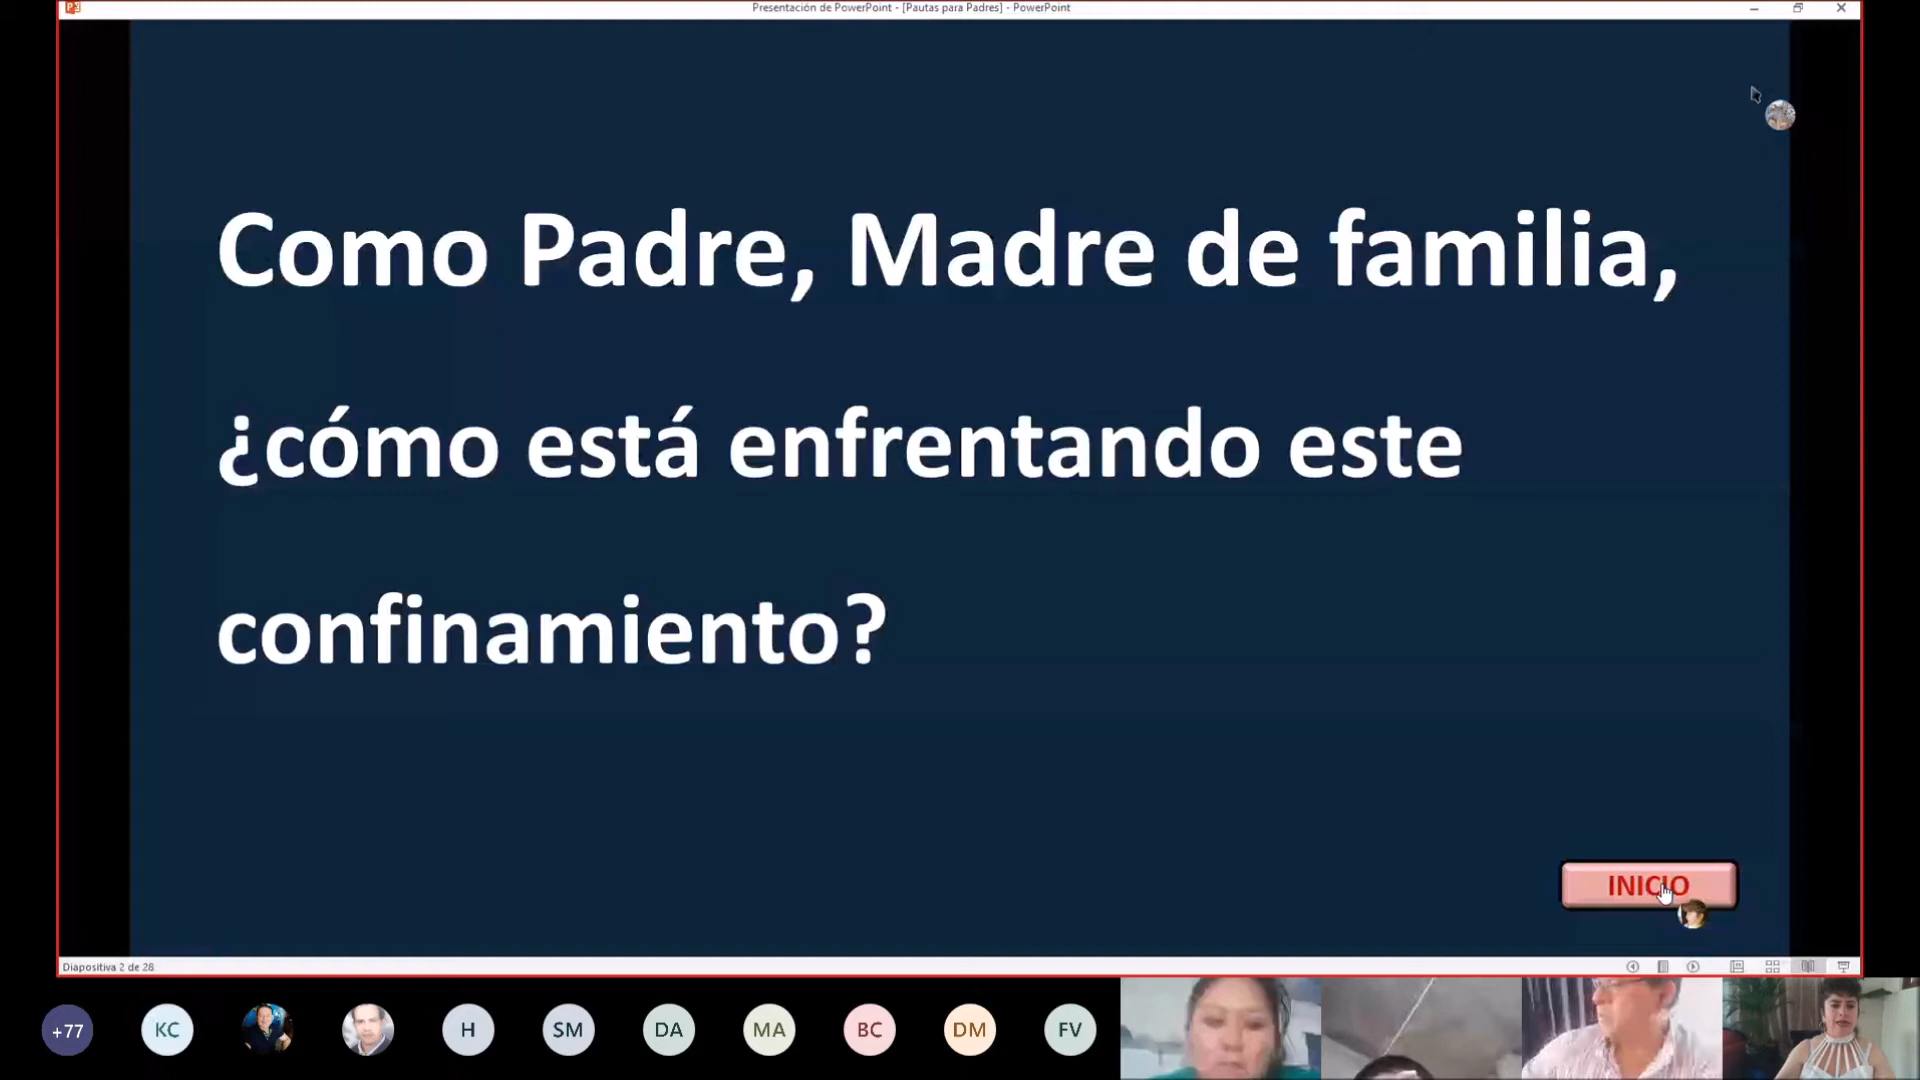 Presentación de PowerPoint - [Pautas para Padres] - PowerPoint
Como Padre, Madre de familia,
¿cómo está enfrentando este
confinamiento?
INICIO
Diapositiva 2 de 28
+77
KC
H
SM
DA
MA
BC
DM
FV